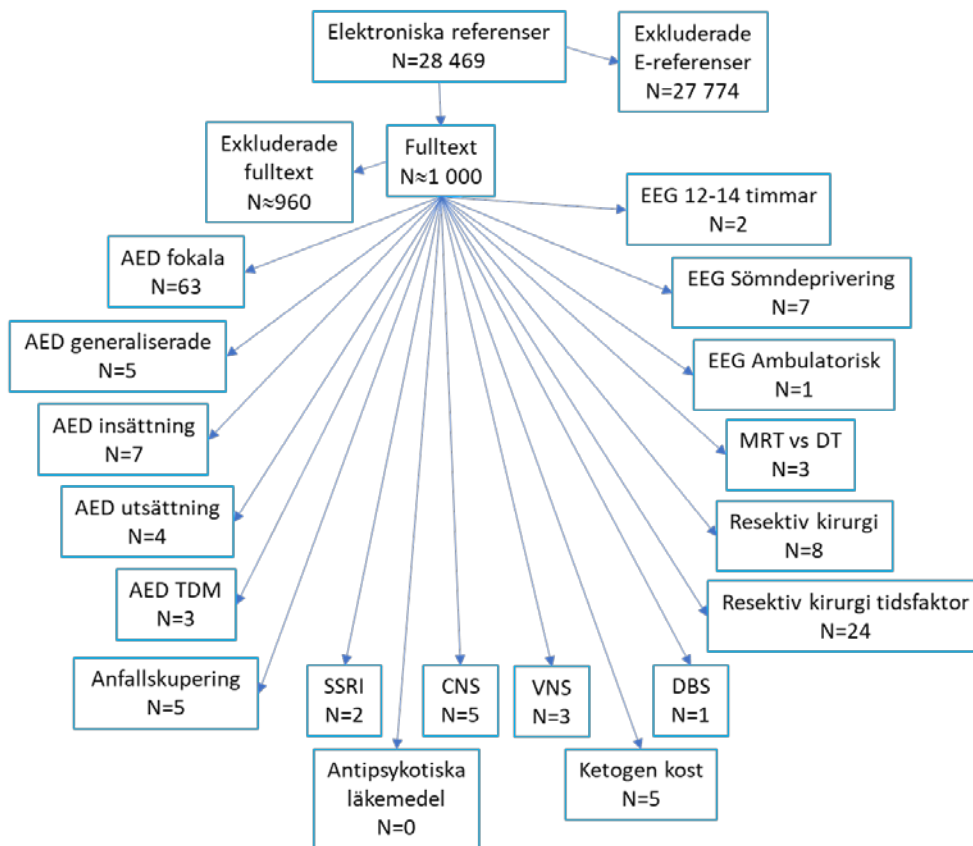 Elektroniska referenser
N=28 469
Exkluderade
E-referenser
N=27 774
Exkluderade
fulltext
N≈960
Fulltext
N≈1 000
EEG 12-14 timmar
N=2
AED fokala
N=63
EEG Sömndeprivering
N=7
AED generaliserade
N=5
EEG Ambulatorisk
N=1
AED insättning
N=7
MRT vs DT
N=3
AED utsättning
N=4
Resektiv kirurgi
N=8
AED TDM
N=3
Resektiv kirurgi tidsfaktor
N=24
Anfallskupering
N=5
SSRI
N=2
CNS
N=5
VNS
N=3
DBS
N=1
Antipsykotiska
läkemedel
N=0
Ketogen kost
N=5